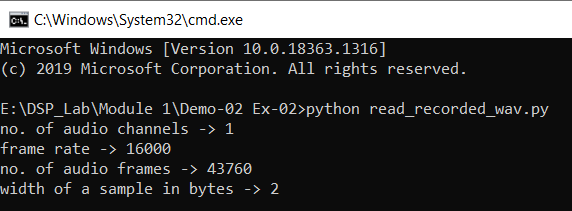 C:\Windows\System32\cmd.exe
Microsoft Windows [Version 10.0.18363.1316]
(c) 2019 Microsoft Corporation. All rights reserved.
E:\DSP_Lab\Module 1\Demo-02 Ex-02>python read_recorded_wav.py
no. of audio channels -> 1
frame rate -> 16000
no. of audio frames -> 43760
width of a sample in bytes -> 2